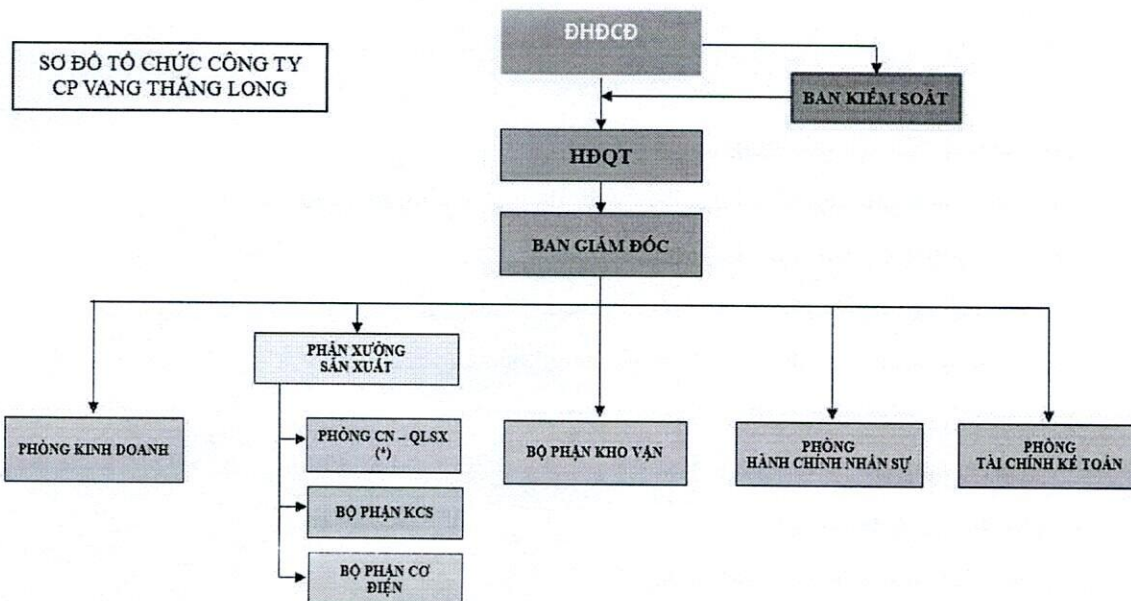 SƠ ĐỒ TỔ CHỨC CÔNG TY
CP VANG THĂNG LONG
ĐHĐCĐ
BAN KIỂM SOÁT
HĐQT
BAN GIÁM ĐỐC
PHÂN XƯỞNG
SẢN XUẤT
PHÒNG KINH DOANH
PHÒNG CN – QLSX
(*)
BỘ PHẬN KCS
BỘ PHẬN CƠ
ĐIỆN
BỘ PHẬN KHO VẬN
PHÒNG
HÀNH CHÍNH NHÂN SỰ
PHÒNG
TÀI CHÍNH KẾ TOÁN